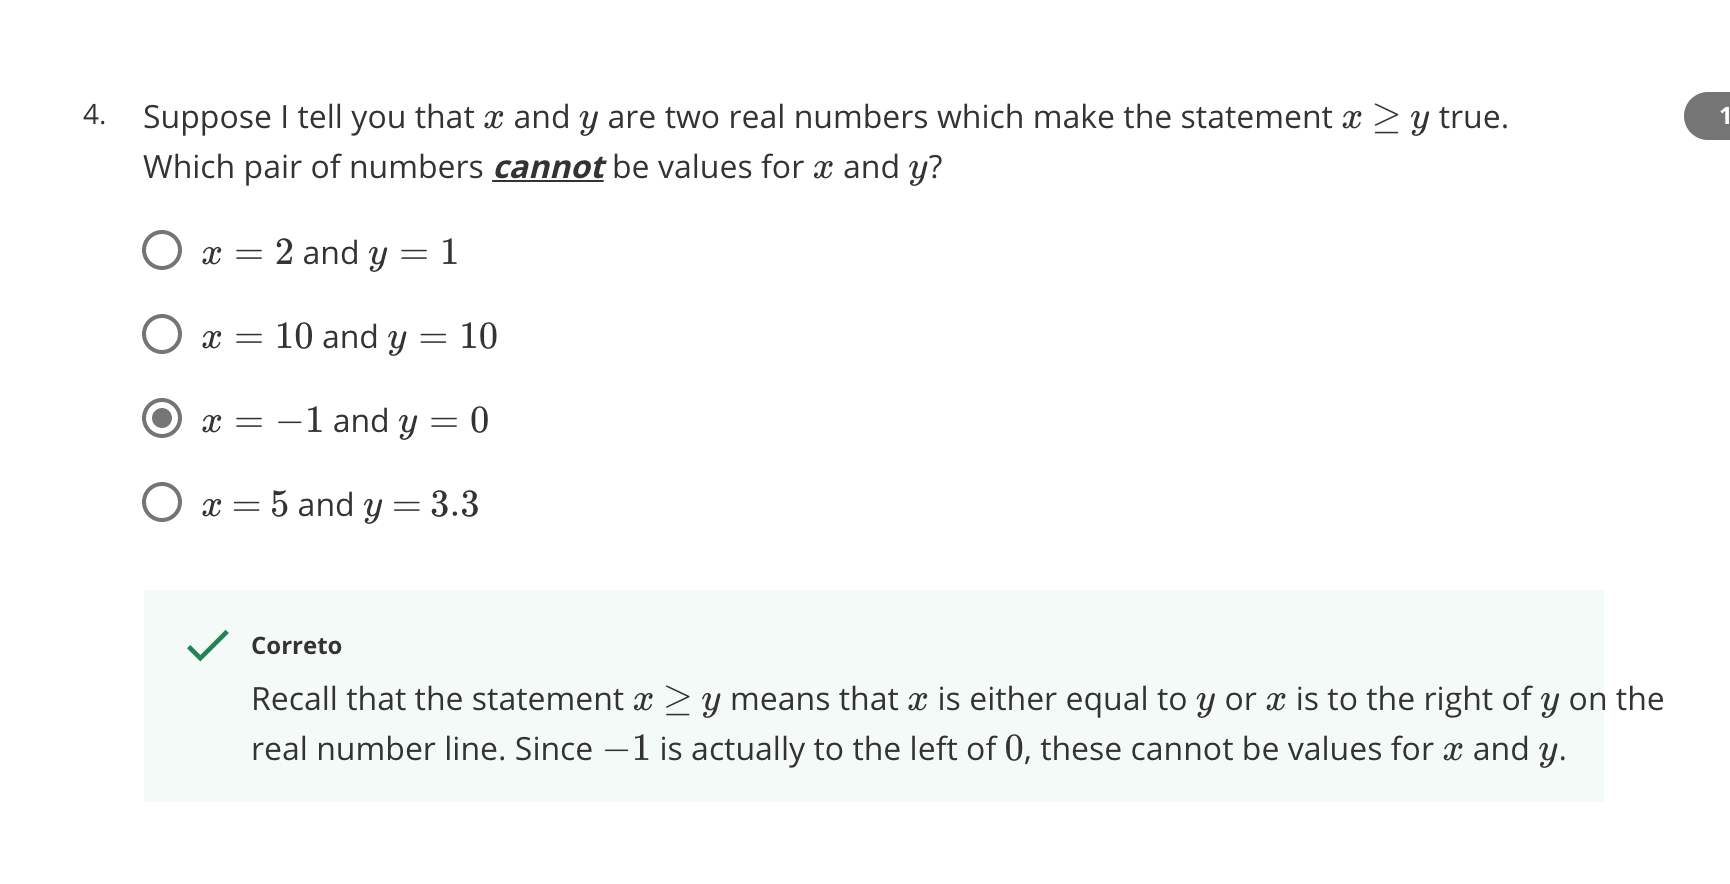 4. Suppose I tell you that x and y are two real numbers which make the statement x ≥ y true.
1
Which pair of numbers cannot be values for x and y?
x = 2 and y = 1
x = 10 and y = 10
x = −1 and y = 0
x = 5 and y = 3.3
Correto
Recall that the statement x ≥ y means that x is either equal to y or x is to the right of y on the
real number line. Since −1 is actually to the left of 0, these cannot be values for x and y.